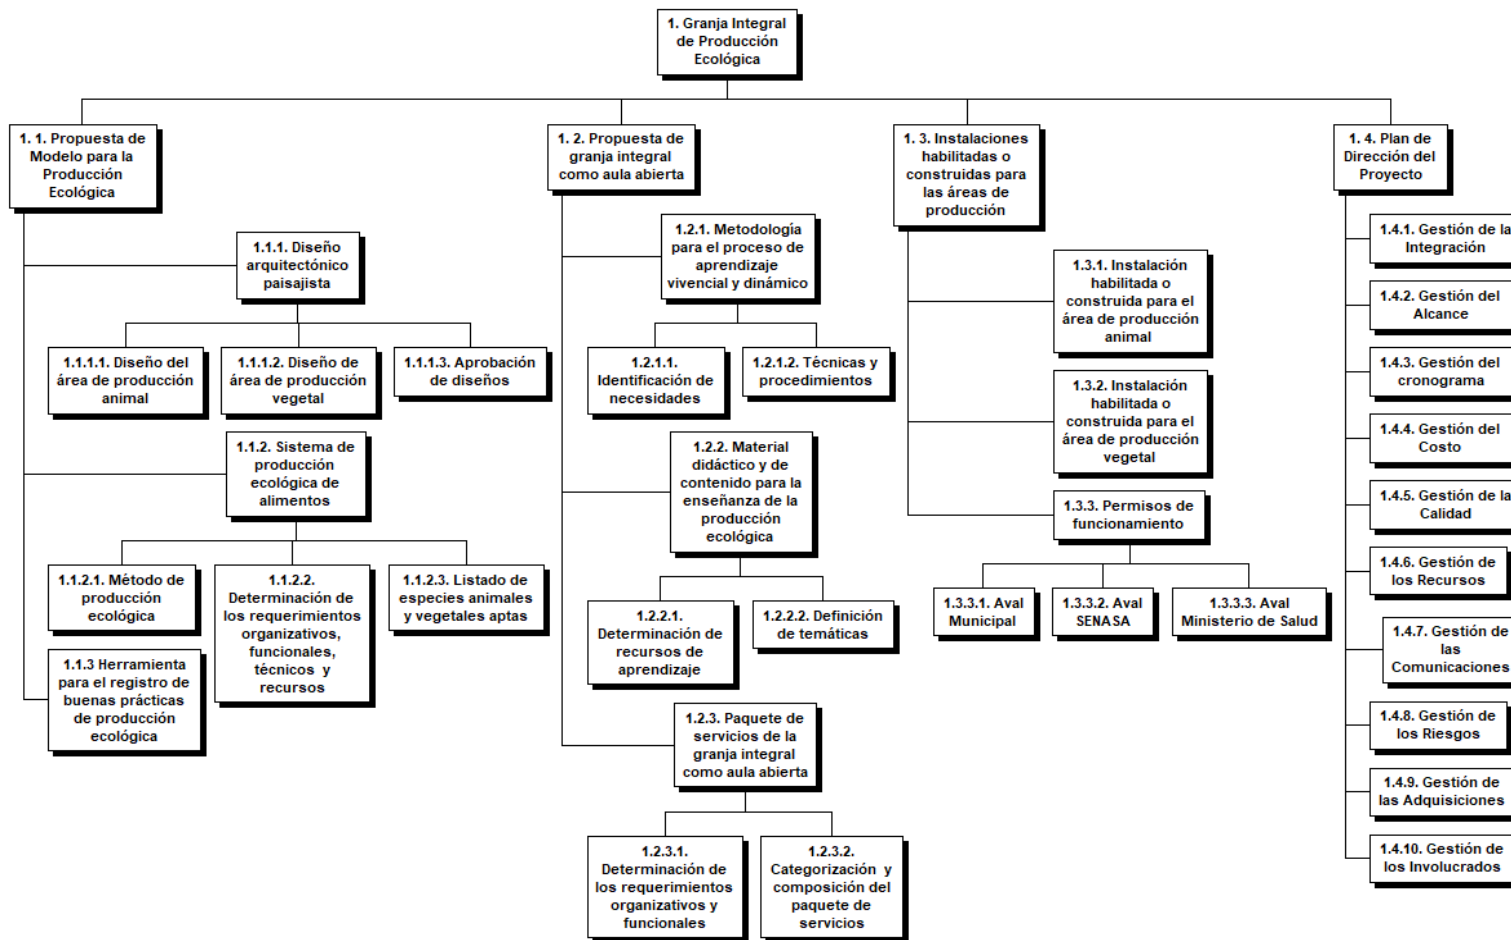 1. Granja Integral
de Producción
Ecológica
1. 1. Propuesta de
Modelo para la
Producción
Ecológica
1.1.1. Diseño
arquitectónico
paisajista
1.1.1.1. Diseño del
área de producción
animal
1.1.1.2. Diseño de
área de producción
vegetal
1.1.1.3. Aprobación
de diseños
1.1.2. Sistema de
producción
ecológica de
alimentos
1.1.2.1. Método de
producción
ecológica
1.1.2.2.
Determinación de
los requerimientos
organizativos,
funcionales,
técnicos y
recursos
1.1.2.3. Listado de
especies animales
y vegetales aptas
1.1.3 Herramienta
para el registro de
buenas prácticas
de producción
ecológica
1. 2. Propuesta de
granja integral
como aula abierta
1.2.1. Metodología
para el proceso de
aprendizaje
vivencial y dinámico
1.2.1.1.
Identificación de
necesidades
1.2.1.2. Técnicas y
procedimientos
1.2.2. Material
didáctico y de
contenido para la
enseñanza de la
producción
ecológica
1.2.2.1.
Determinación de
recursos de
aprendizaje
1.2.2.2. Definición
de temáticas
1.2.3. Paquete de
servicios de la
granja integral
como aula abierta
1.2.3.1.
Determinación de
los requerimientos
organizativos y
funcionales
1.2.3.2.
Categorización y
composición del
paquete de
servicios
1. 3. Instalaciones
habilitadas o
construidas para
las áreas de
producción
1.3.1. Instalación
habilitada o
construida para el
área de producción
animal
1.3.2. Instalación
habilitada o
construida para el
área de producción
vegetal
1.3.3. Permisos de
funcionamiento
1.3.3.1. Aval
Municipal
1.3.3.2. Aval
SENASA
1.3.3.3. Aval
Ministerio de Salud
1. 4. Plan de
Dirección del
Proyecto
1.4.1. Gestión de la
Integración
1.4.2. Gestión del
Alcance
1.4.3. Gestión del
cronograma
1.4.4. Gestión del
Costo
1.4.5. Gestión de la
Calidad
1.4.6. Gestión de
los Recursos
1.4.7. Gestión de
las
Comunicaciones
1.4.8. Gestión de
los Riesgos
1.4.9. Gestión de
las Adquisiciones
1.4.10. Gestión de
los Involucrados